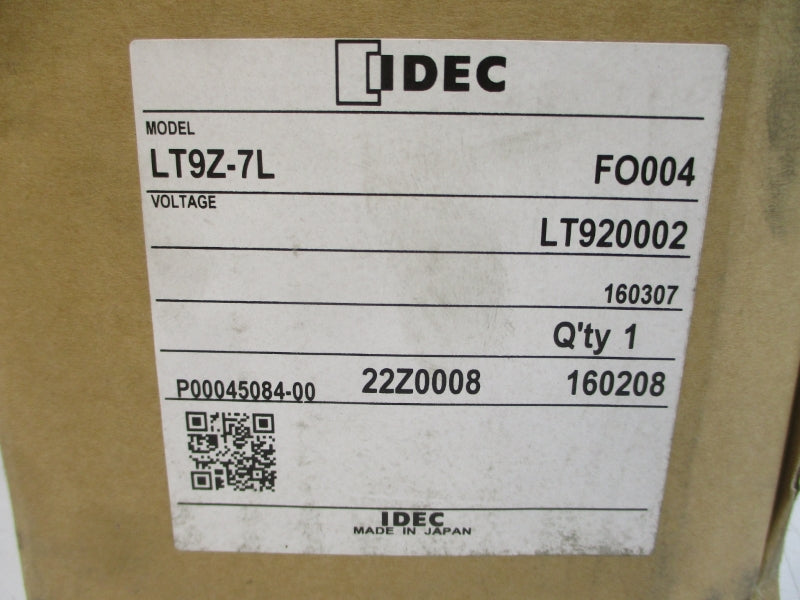 IDEC
MODEL
LT9Z-7L FO004
VOLTAGE
LT920002
160307
Q'ty 1
P00045084-00 22Z0008 160208
IDEC
MADE IN JAPAN